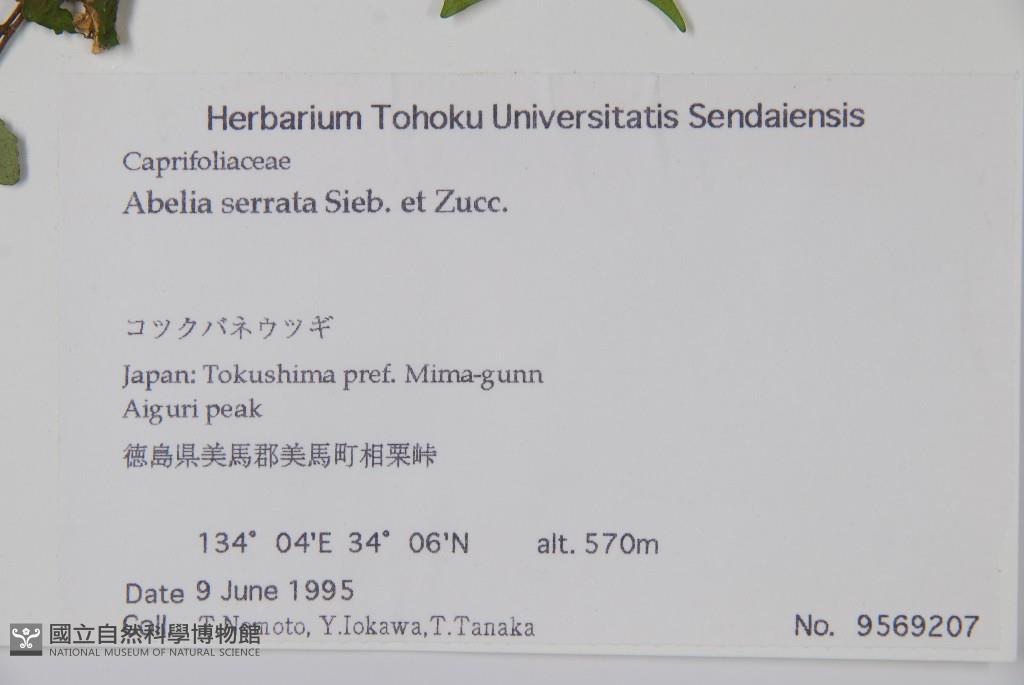 Herbarium Tohoku Universitatis Sendaiensis
Caprifoliaceae
Abelia serrata Sieb. et Zucc.
コツクバネウツギ
Japan: Tokushima pref. Mima-gunn
Aiguri peak
徳島県美馬郡美馬町相栗峠
134° 04'E 34° 06'N alt. 570m
Date 9 June 1995
Coll. T.Nemoto, Y.Iokawa,T.Tanaka
No. 9569207
國立自然科學博物館
NATIONAL MUSEUM OF NATURAL SCIENCE